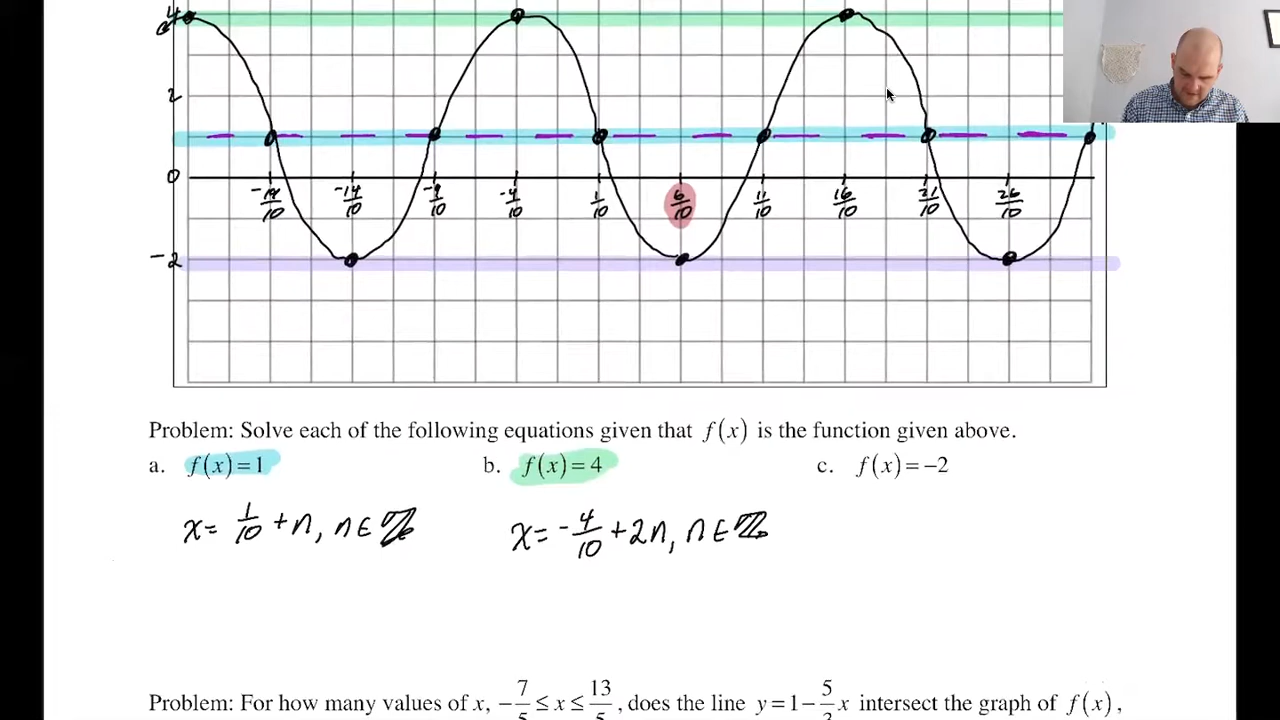 4
2
0
-19/10 -14/10 -9/10 -4/10 1/10 6/10 11/10 16/10 21/10 26/10
-2
Problem: Solve each of the following equations given that f(x) is the function given above.
a. f(x)=1 b. f(x)=4 c. f(x)=-2
x= 1/10 +n, n∈ℤ x= -4/10 +2n, n∈ℤ
Problem: For how many values of x, -7/5 ≤ x ≤ 13/5, does the line y=1-5/3x intersect the graph of f(x),